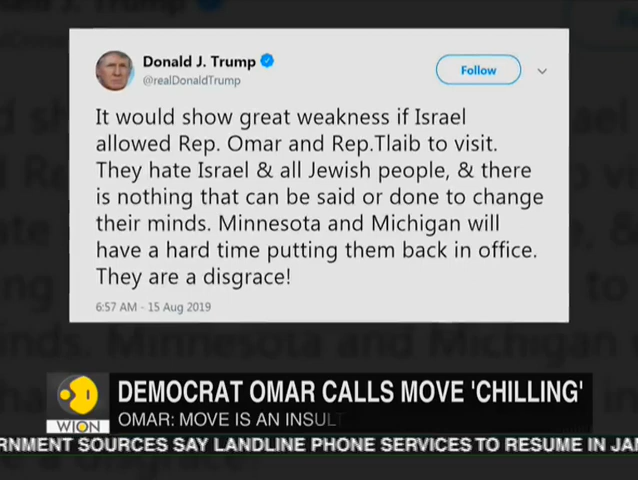 Donald J. Trump
@realDonaldTrump
Follow
It would show great weakness if Israel
allowed Rep. Omar and Rep.Tlaib to visit.
They hate Israel & all Jewish people, & there
is nothing that can be said or done to change
their minds. Minnesota and Michigan will
have a hard time putting them back in office.
They are a disgrace!
6:57 AM - 15 Aug 2019
DEMOCRAT OMAR CALLS MOVE 'CHILLING'
WION
OMAR: MOVE IS AN INSULT
RNMENT SOURCES SAY LANDLINE PHONE SERVICES TO RESUME IN JAM